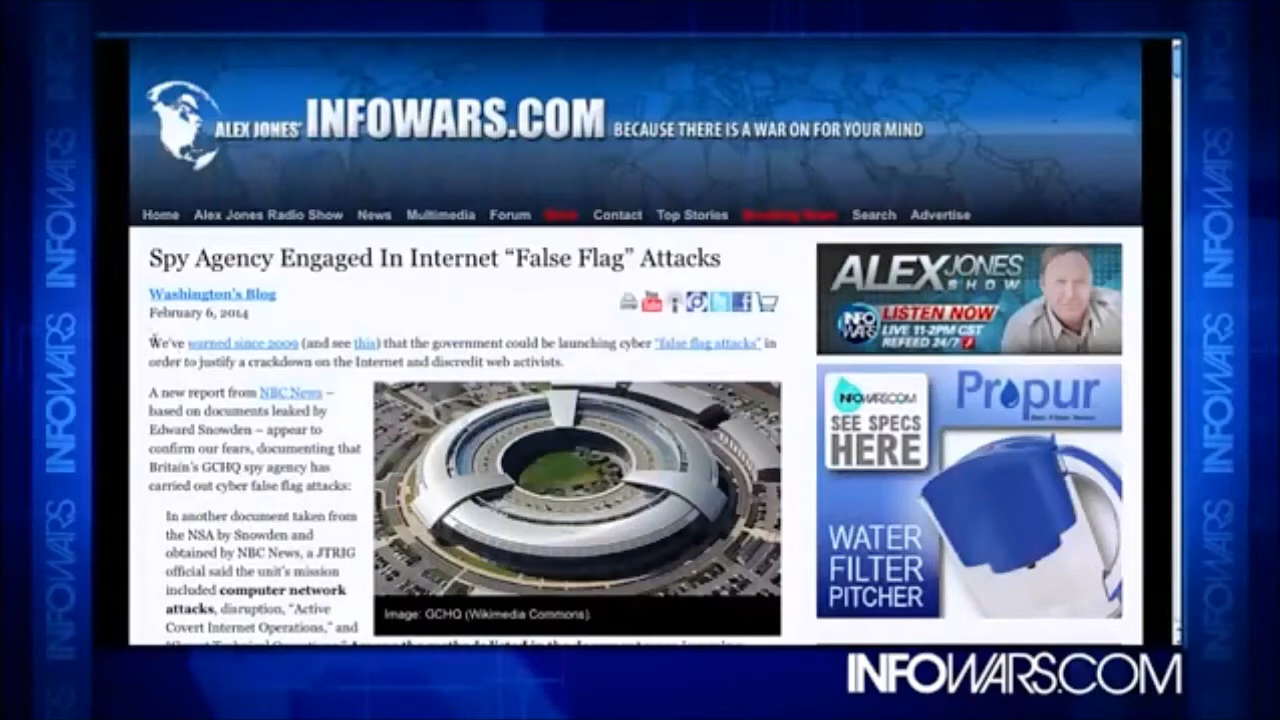 ALEX JONES' INFOWARS.COM BECAUSE THERE IS A WAR ON FOR YOUR MIND
Home Alex Jones Radio Show News Multimedia Forum Store Contact Top Stories Breaking News Search Advertise
Spy Agency Engaged In Internet “False Flag” Attacks
Washington's Blog
February 6, 2014
We've warned since 2009 (and see this) that the government could be launching cyber “false flag attacks” in
order to justify a crackdown on the Internet and discredit web activists.
A new report from NBC News –
based on documents leaked by
Edward Snowden – appear to
confirm our fears, documenting that
Britain's GCHQ spy agency has
carried out cyber false flag attacks:
In another document taken from
the NSA by Snowden and
obtained by NBC News, a JTRIG
official said the unit's mission
included computer network
attacks, disruption, “Active
Covert Internet Operations,” and
Image: GCHQ (Wikimedia Commons).
ALEX JONES
SHOW
INFO WARS
LISTEN NOW
LIVE 11-2PM CST
REFEED 24/7
INFOWARS.COM
SEE SPECS
HERE
Propur
WATER
FILTER
PITCHER
INFOWARS.COM
INFOWARS
INFOWARS
INFOWARS
INFOWARS
INFOWARS
INFOWARS